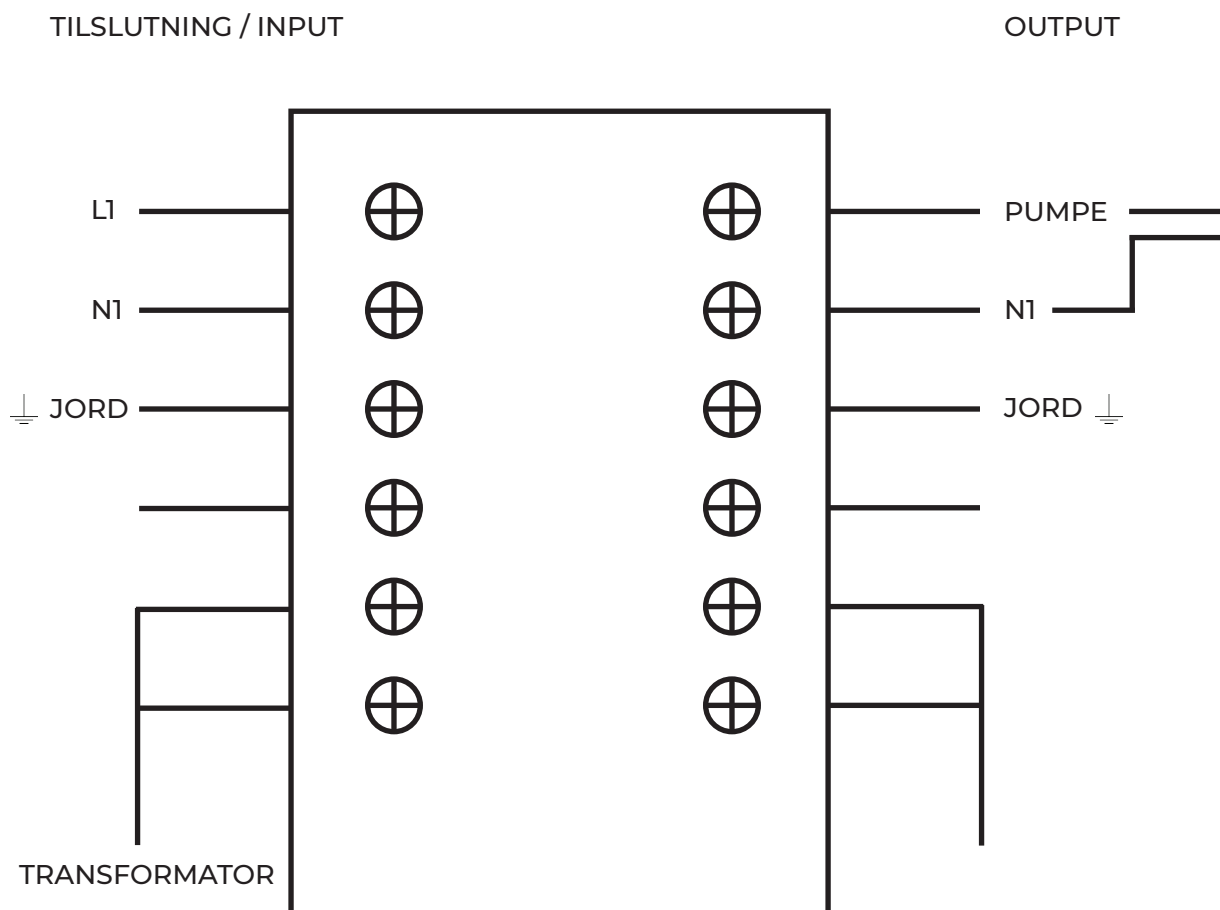 TILSLUTNING / INPUT
OUTPUT
L1
PUMPE
N1
N1
JORD
JORD
TRANSFORMATOR